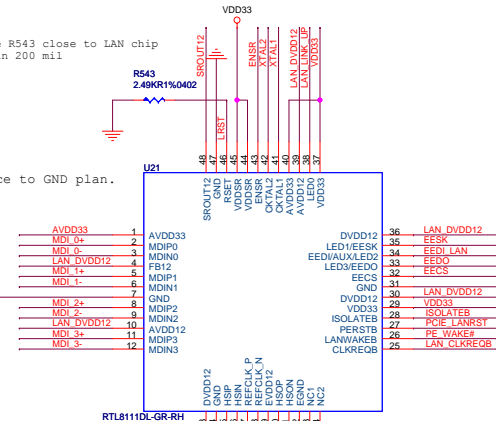 VDD33
e R543 close to LAN chip
in 200 mil
R543
2.49KR1%0402
SROUT12
LRST
ENSR
XTAL2
XTAL1
LAN_DVDD12
LAN_LINK_UP
VDD33
ce to GND plan.
U21
48 47 46 45 44 43 42 41 40 39 38 37
SROUT12
GND
RSET
VDDSR
VDDSR
ENSR
CKTAL2
CKTAL1
AVDD33
AVDD12
LED0
VDD33
AVDD33 1 AVDD33
MDI_0+ 2 MDIP0
MDI_0- 3 MDIN0
LAN_DVDD12 4 FB12
MDI_1+ 5 MDIP1
MDI_1- 6 MDIN1
7 GND
MDI_2+ 8 MDIP2
MDI_2- 9 MDIN2
LAN_DVDD12 10 AVDD12
MDI_3+ 11 MDIP3
MDI_3- 12 MDIN3
DVDD12 36 LAN_DVDD12
LED1/EESK 35 EESK
EEDI/AUX/LED2 34 EEDI_LAN
LED3/EEDO 33 EEDO
EECS 32 EECS
GND 31
DVDD12 30 LAN_DVDD12
VDD33 29 VDD33
ISOLATEB 28 ISOLATEB
PERSTB 27 PCIE_LANRST
LANWAKEB 26 PE_WAKE#
CLKREQB 25 LAN_CLKREQB
DVDD12
GND
HSIP
HSIN
REFCLK_P
REFCLK_N
EVDD12
HSOP
HSON
EGND
NC1
NC2
RTL8111DL-GR-RH